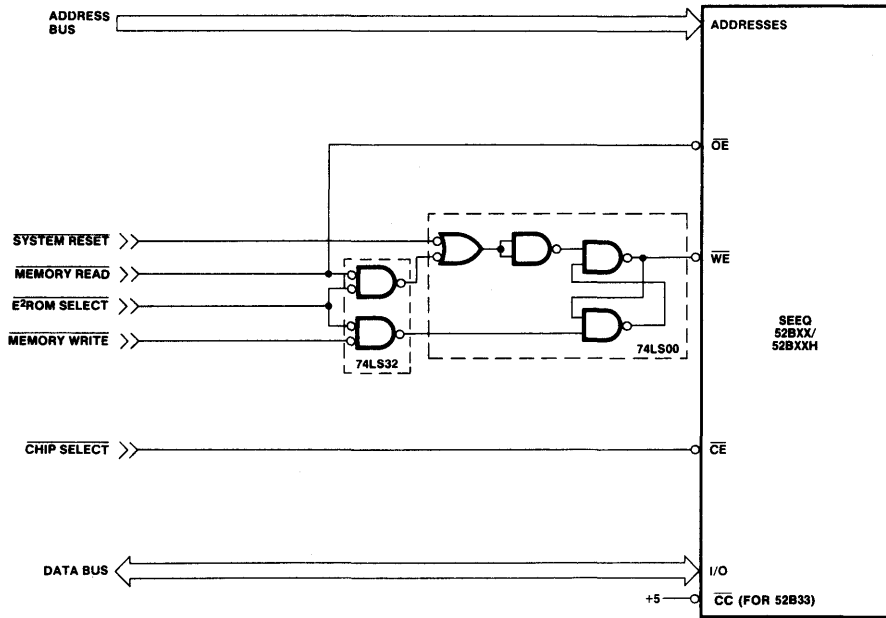 ADDRESS
BUS
ADDRESSES
OE
SYSTEM RESET
MEMORY READ
E²ROM SELECT
MEMORY WRITE
74LS32
74LS00
WE
SEEQ
52BXX/
52BXXH
CHIP SELECT
CE
DATA BUS
I/O
+5
CC (FOR 52B33)